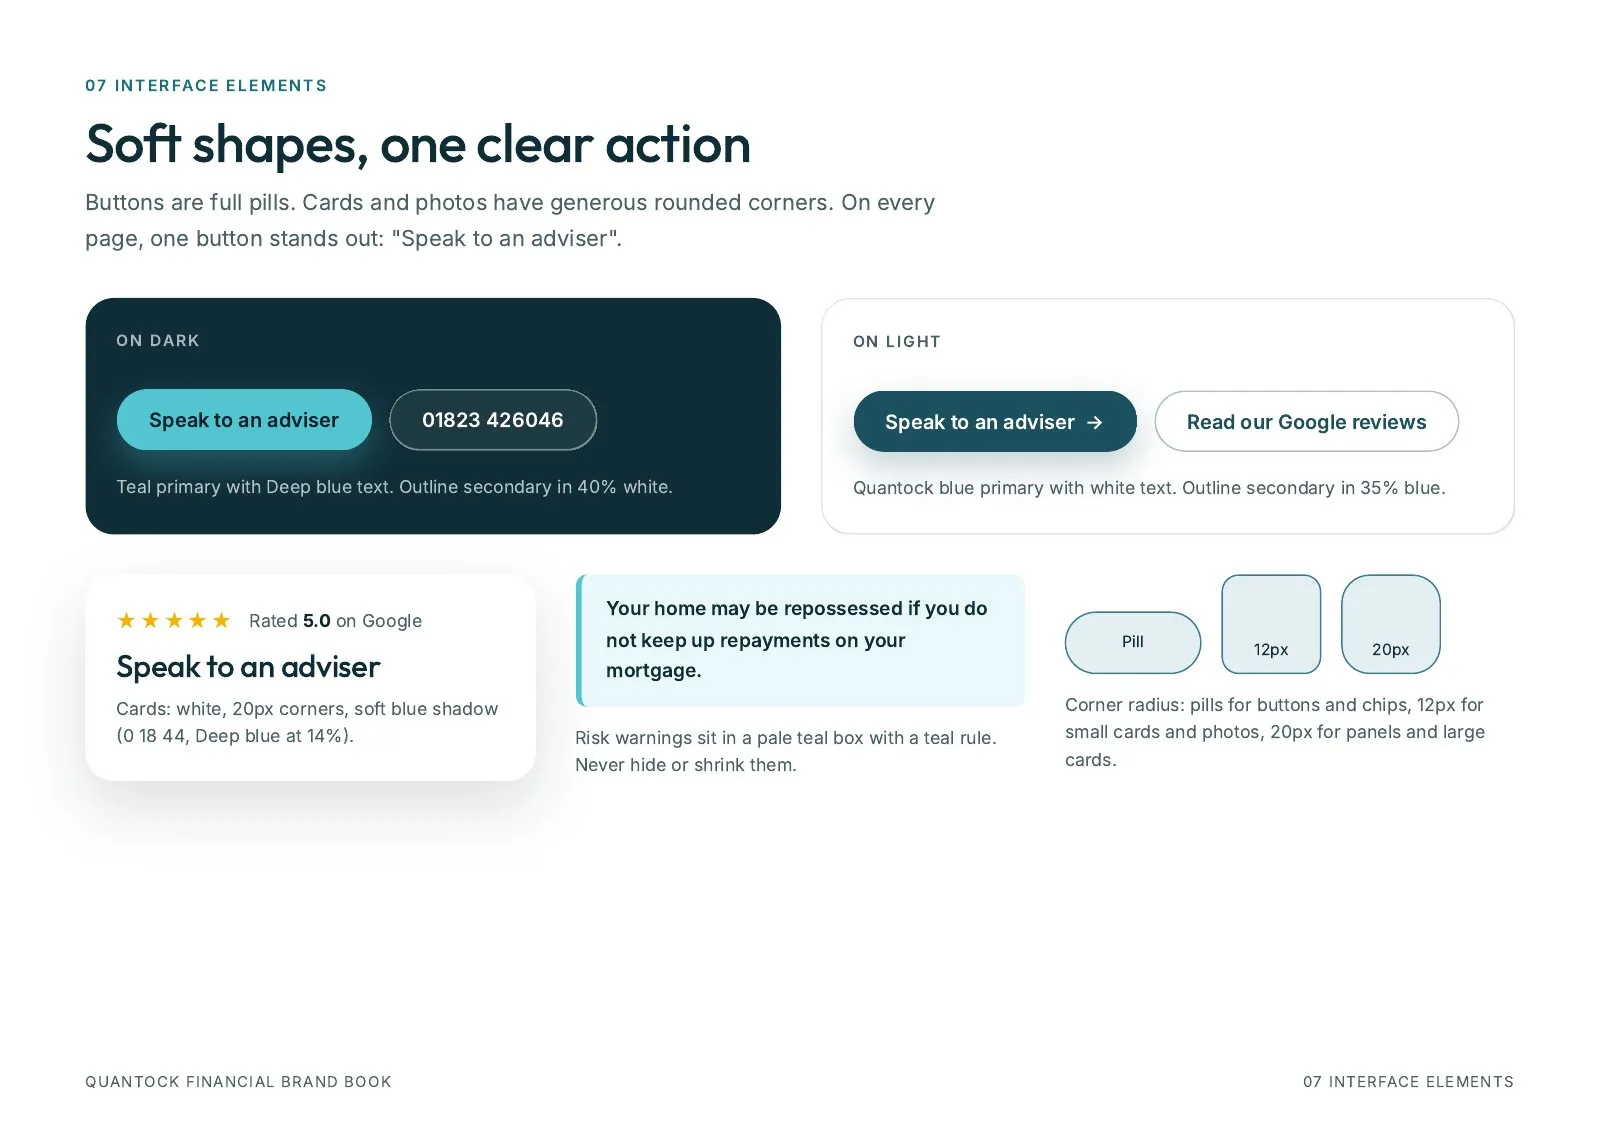 07 INTERFACE ELEMENTS
Soft shapes, one clear action
Buttons are full pills. Cards and photos have generous rounded corners. On every
page, one button stands out: "Speak to an adviser".
ON DARK
Speak to an adviser
01823 426046
Teal primary with Deep blue text. Outline secondary in 40% white.
ON LIGHT
Speak to an adviser →
Read our Google reviews
Quantock blue primary with white text. Outline secondary in 35% blue.
★★★★★ Rated 5.0 on Google
Speak to an adviser
Cards: white, 20px corners, soft blue shadow
(0 18 44, Deep blue at 14%).
Your home may be repossessed if you do
not keep up repayments on your
mortgage.
Risk warnings sit in a pale teal box with a teal rule.
Never hide or shrink them.
Pill
12px
20px
Corner radius: pills for buttons and chips, 12px for
small cards and photos, 20px for panels and large
cards.
QUANTOCK FINANCIAL BRAND BOOK
07 INTERFACE ELEMENTS